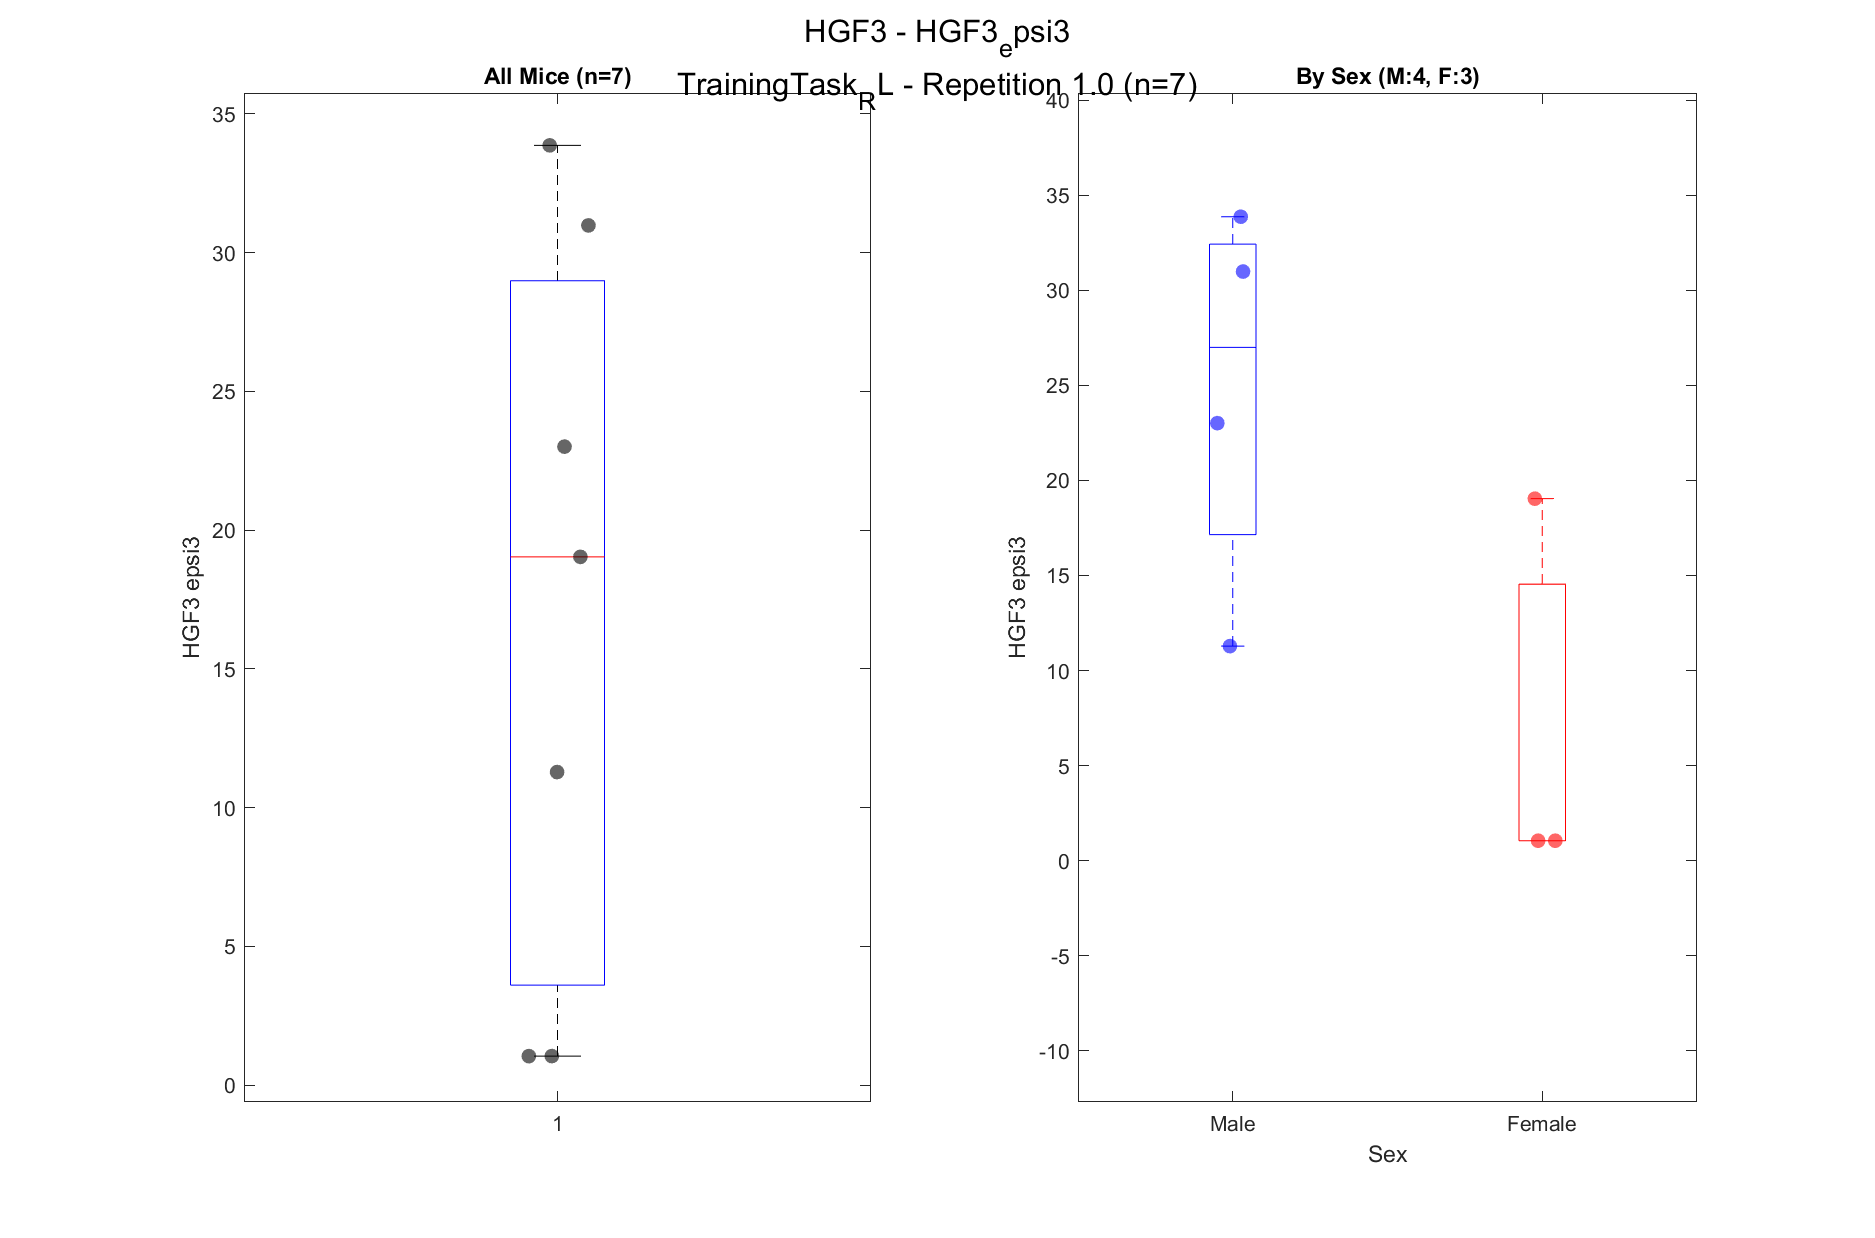 HGF3 - HGF3_epsi3
TrainingTask_RL - Repetition 1.0 (n=7)
All Mice (n=7)
35
30
25
20
15
10
5
0
HGF3 epsi3
1
By Sex (M:4, F:3)
40
35
30
25
20
15
10
5
0
-5
-10
HGF3 epsi3
Male
Female
Sex